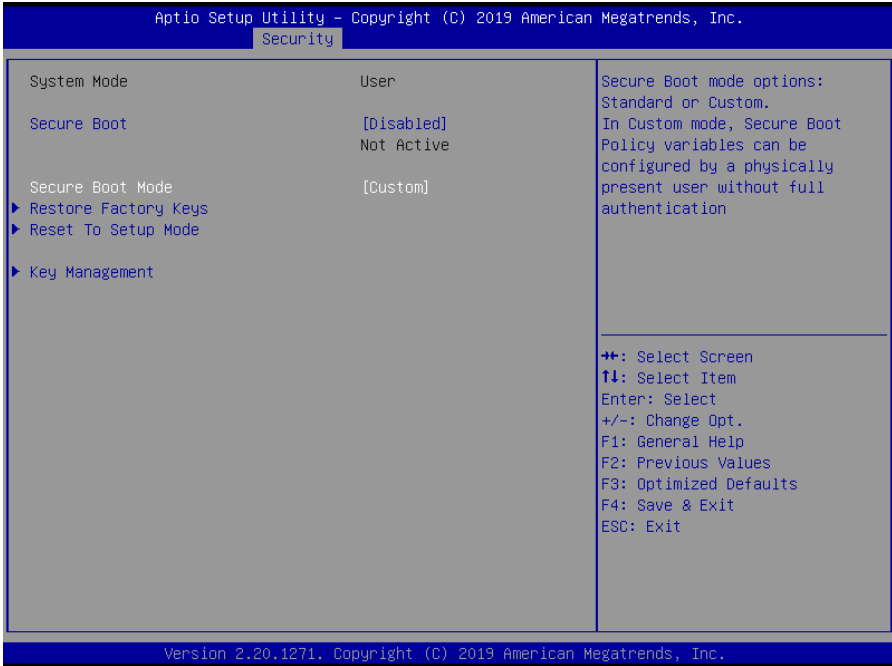 Aptio Setup Utility – Copyright (C) 2019 American Megatrends, Inc.
Security
System Mode User
Secure Boot [Disabled]
Not Active
Secure Boot Mode [Custom]
Restore Factory Keys
Reset To Setup Mode
Key Management
Secure Boot mode options:
Standard or Custom.
In Custom mode, Secure Boot
Policy variables can be
configured by a physically
present user without full
authentication
→←: Select Screen
↑↓: Select Item
Enter: Select
+/-: Change Opt.
F1: General Help
F2: Previous Values
F3: Optimized Defaults
F4: Save & Exit
ESC: Exit
Version 2.20.1271. Copyright (C) 2019 American Megatrends, Inc.